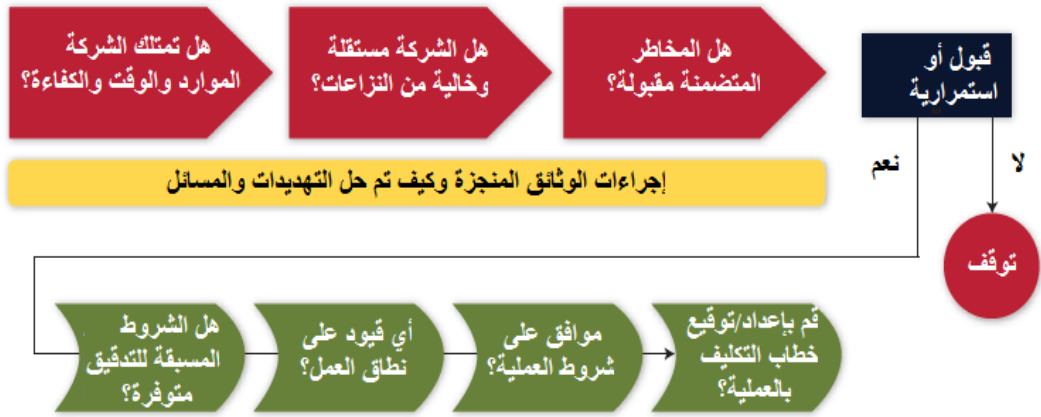 هل تمتلك الشركة
الموارد والوقت والكفاءة؟
هل الشركة مستقلة
وخالية من النزاعات؟
هل المخاطر
المتضمنة مقبولة؟
قبول أو
استمرارية
نعم
لا
إجراءات الوثائق المنجزة وكيف تم حل التهديدات والمسائل
توقف
هل الشروط
المسبقة للتدقيق
متوفرة؟
أي قيود على
نطاق العمل؟
موافق على
شروط العملية؟
قم بإعداد/توقيع
خطاب التكليف
بالعملية؟